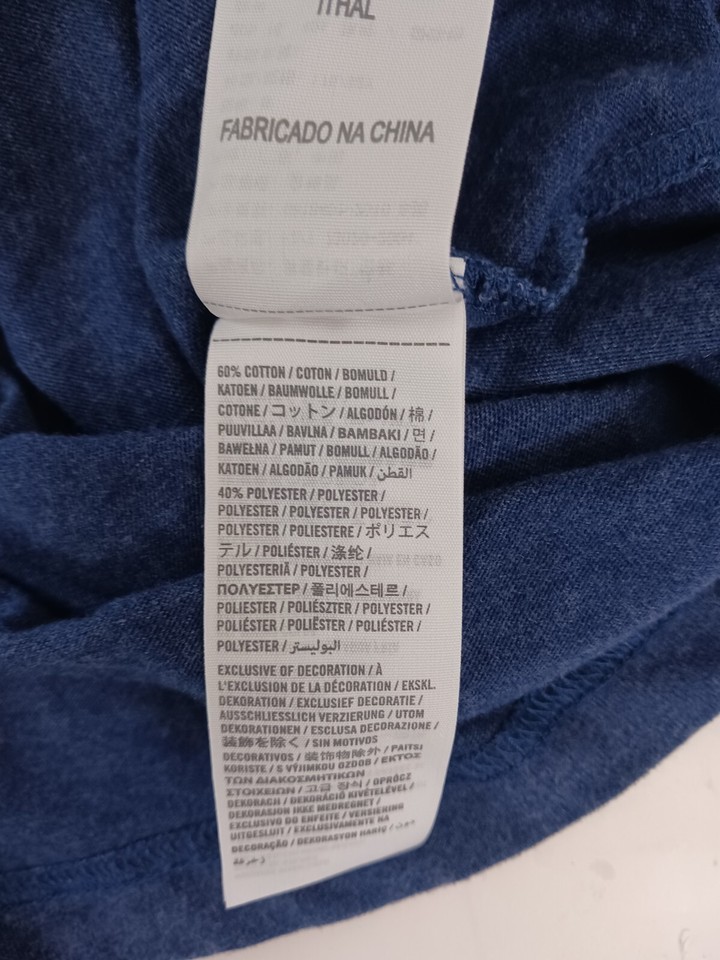 FABRICADO NA CHINA
60% COTTON / COTON / BOMULD /
KATOEN / BAUMWOLLE / BOMULL /
COTONE / コットン / ALGODÓN / 棉 /
PUUVILLAA / BAVLNA / BAMBAKI / 면 /
BAWEŁNA / PAMUT / BOMULL / ALGODÃO /
KATOEN / ALGODÃO / PAMUK / القطن
40% POLYESTER / POLYESTER /
POLYESTER / POLYESTER / POLYESTER /
POLYESTER / POLIESTERE / ポリエス
テル / POLIÉSTER / 涤纶 /
POLYESTERIÄ / POLYESTER /
ΠΟΛΥΕΣΤΕΡ / 폴리에스테르 /
POLIESTER / POLIÉSZTER / POLYESTER /
POLIÉSTER / POLIËSTER / POLIÉSTER /
POLYESTER / البوليستر
EXCLUSIVE OF DECORATION / À
L'EXCLUSION DE LA DÉCORATION / EKSKL.
DEKORATION / EXCLUSIEF DECORATIE /
AUSSCHLIESSLICH VERZIERUNG / UTOM
DEKORATIONEN / ESCLUSA DECORAZIONE /
装飾を除く / SIN MOTIVOS
DECORATIVOS / 装饰物除外 / PAITSI
KORISTE / S VÝJIMKOU OZDOB / ΕΚΤΟΣ
ΤΩΝ ΔΙΑΚΟΣΜΗΤΙΚΩΝ
ΣΤΟΙΧΕΙΩΝ / 고급 장식 / OPRÓCZ
DEKORACJI / DEKORÁCIÓ KIVÉTELÉVEL /
DEKORASJON IKKE MEDREGNET /
EXCLUSIVO DO ENFEITE / VERSIERING
UITGESLUIT / EXCLUSIVAMENTE NA
DECORAÇÃO / DEKORASYON HARIÇ / دون
زخرفة